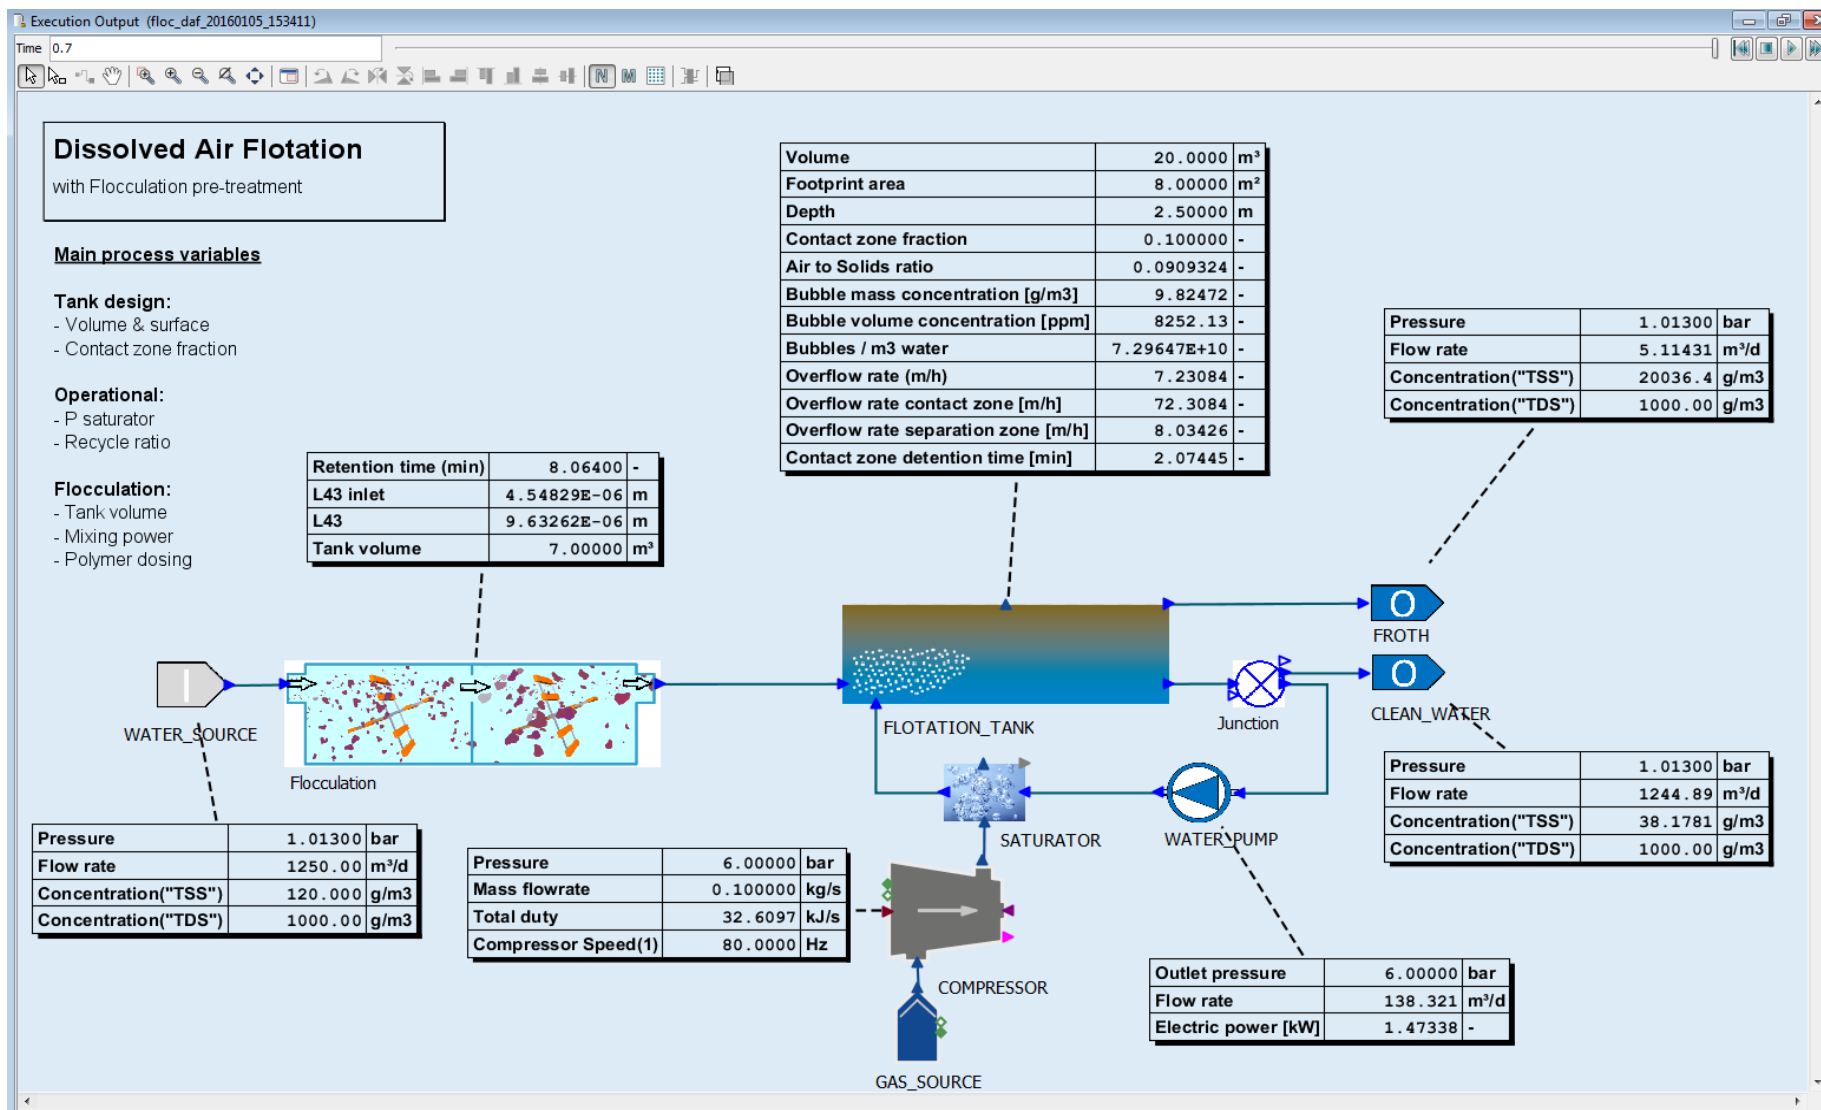 Execution Output (floc_daf_20160105_153411)
Time 0.7
N M
Dissolved Air Flotation
with Flocculation pre-treatment
Main process variables
Tank design:
- Volume & surface
- Contact zone fraction
Operational:
- P saturator
- Recycle ratio
Flocculation:
- Tank volume
- Mixing power
- Polymer dosing
Volume 20.0000 m³
Footprint area 8.00000 m²
Depth 2.50000 m
Contact zone fraction 0.100000 -
Air to Solids ratio 0.0909324 -
Bubble mass concentration [g/m3] 9.82472 -
Bubble volume concentration [ppm] 8252.13 -
Bubbles / m3 water 7.29647E+10 -
Overflow rate (m/h) 7.23084 -
Overflow rate contact zone [m/h] 72.3084 -
Overflow rate separation zone [m/h] 8.03426 -
Contact zone detention time [min] 2.07445 -
Pressure 1.01300 bar
Flow rate 5.11431 m³/d
Concentration("TSS") 20036.4 g/m3
Concentration("TDS") 1000.00 g/m3
Retention time (min) 8.06400 -
L43 inlet 4.54829E-06 m
L43 9.63262E-06 m
Tank volume 7.00000 m³
I
WATER_SOURCE
Flocculation
FLOTATION_TANK
Junction
O
FROTH
O
CLEAN_WATER
SATURATOR
WATER_PUMP
COMPRESSOR
GAS_SOURCE
Pressure 1.01300 bar
Flow rate 1250.00 m³/d
Concentration("TSS") 120.000 g/m3
Concentration("TDS") 1000.00 g/m3
Pressure 6.00000 bar
Mass flowrate 0.100000 kg/s
Total duty 32.6097 kJ/s
Compressor Speed(1) 80.0000 Hz
Pressure 1.01300 bar
Flow rate 1244.89 m³/d
Concentration("TSS") 38.1781 g/m3
Concentration("TDS") 1000.00 g/m3
Outlet pressure 6.00000 bar
Flow rate 138.321 m³/d
Electric power [kW] 1.47338 -